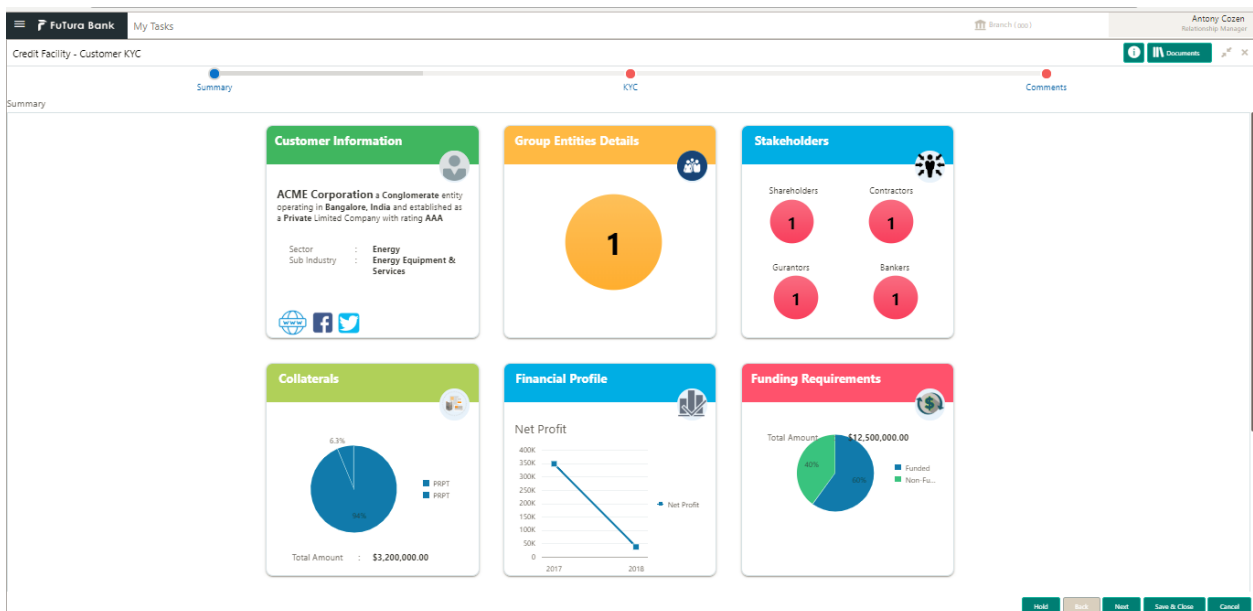 FuTura Bank
My Tasks
Branch (000)
Antony Cozen
Relationship Manager
Credit Facility - Customer KYC
i
Documents
Summary
KYC
Comments
Summary
Customer Information
ACME Corporation a Conglomerate entity
operating in Bangalore, India and established as
a Private Limited Company with rating AAA
Sector : Energy
Sub Industry : Energy Equipment &
Services
WWW
Group Entities Details
1
Stakeholders
Shareholders
Contractors
1
1
Gurantors
Bankers
1
1
Collaterals
6.3%
94%
PRPT
PRPT
Total Amount : $3,200,000.00
Financial Profile
Net Profit
400K
350K
300K
250K
200K
150K
100K
50K
0
2017
2018
Net Profit
Funding Requirements
Total Amount $12,500,000.00
40%
60%
Funded
Non-Fu...
Hold
Back
Next
Save & Close
Cancel